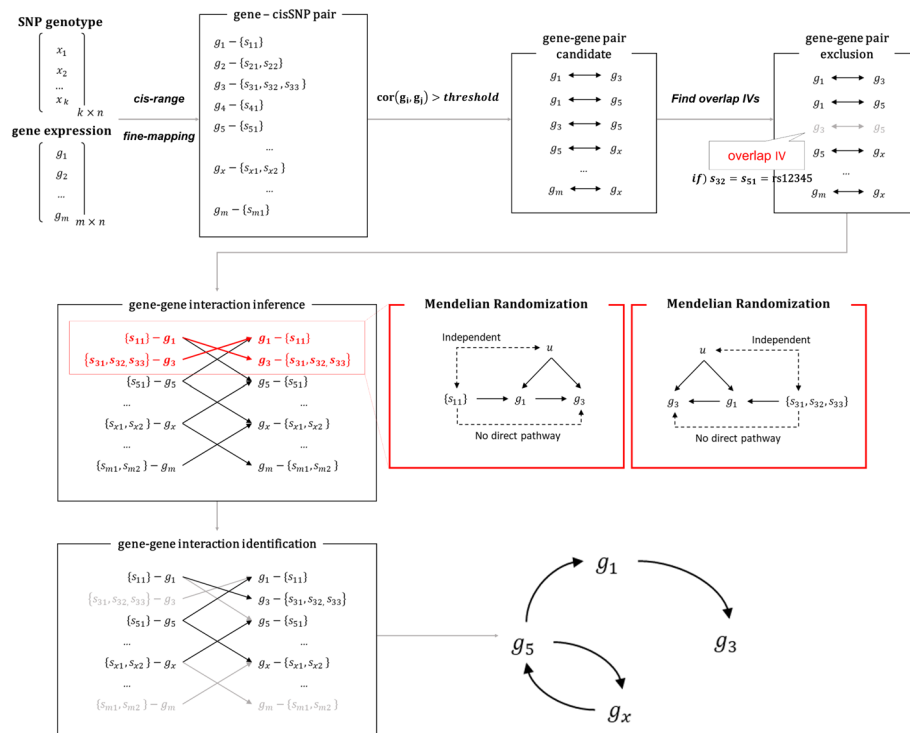 SNP genotype
x₁
x₂
...
xₖ
k × n
gene expression
g₁
g₂
...
gₘ
m × n
cis-range
fine-mapping
gene – cisSNP pair
g₁ − {s₁₁}
g₂ − {s₂₁, s₂₂}
g₃ − {s₃₁, s₃₂, s₃₃}
g₄ − {s₄₁}
g₅ − {s₅₁}
...
gₓ − {sₓ₁, sₓ₂}
...
gₘ − {sₘ₁}
cor(gᵢ, gⱼ) > threshold
gene-gene pair
candidate
g₁ g₃
g₁ g₅
g₃ g₅
g₅ gₓ
...
gₘ gₓ
Find overlap IVs
gene-gene pair
exclusion
g₁ g₃
g₁ g₅
g₃ g₅
overlap IV
g₅ gₓ
if) s₃₂ = s₅₁ = rs12345
...
gₘ gₓ
gene-gene interaction inference
{s₁₁} − g₁ g₁ − {s₁₁}
{s₃₁, s₃₂, s₃₃} − g₃ g₃ − {s₃₁, s₃₂, s₃₃}
{s₅₁} − g₅ g₅ − {s₅₁}
... ...
{sₓ₁, sₓ₂} − gₓ gₓ − {sₓ₁, sₓ₂}
... ...
{sₘ₁, sₘ₂} − gₘ gₘ − {sₘ₁, sₘ₂}
Mendelian Randomization
Independent
u
{s₁₁} g₁ g₃
No direct pathway
Mendelian Randomization
u
Independent
g₃ g₁ {s₃₁, s₃₂, s₃₃}
No direct pathway
gene-gene interaction identification
{s₁₁} − g₁ g₁ − {s₁₁}
{s₃₁, s₃₂, s₃₃} − g₃ g₃ − {s₃₁, s₃₂, s₃₃}
{s₅₁} − g₅ g₅ − {s₅₁}
... ...
{sₓ₁, sₓ₂} − gₓ gₓ − {sₓ₁, sₓ₂}
... ...
{sₘ₁, sₘ₂} − gₘ gₘ − {sₘ₁, sₘ₂}
g₁
g₅
g₃
gₓ